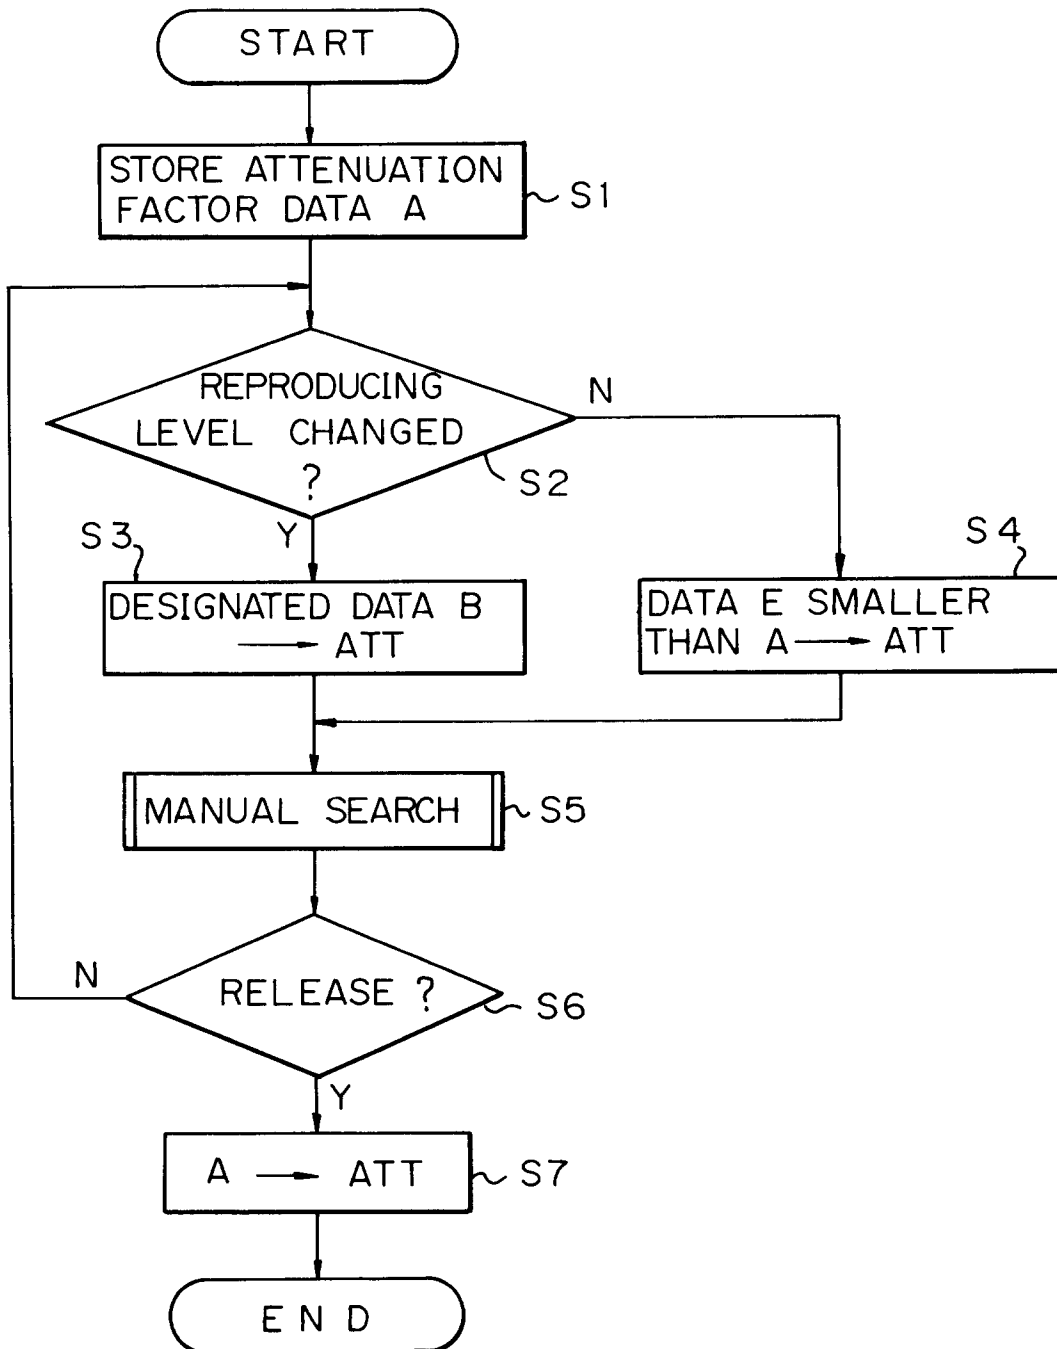 START
STORE ATTENUATION
FACTOR DATA A
S1
REPRODUCING
LEVEL CHANGED
?
S2
N
Y
S3
DESIGNATED DATA B
→ ATT
S4
DATA E SMALLER
THAN A → ATT
MANUAL SEARCH
S5
RELEASE ?
S6
N
Y
A → ATT
S7
END